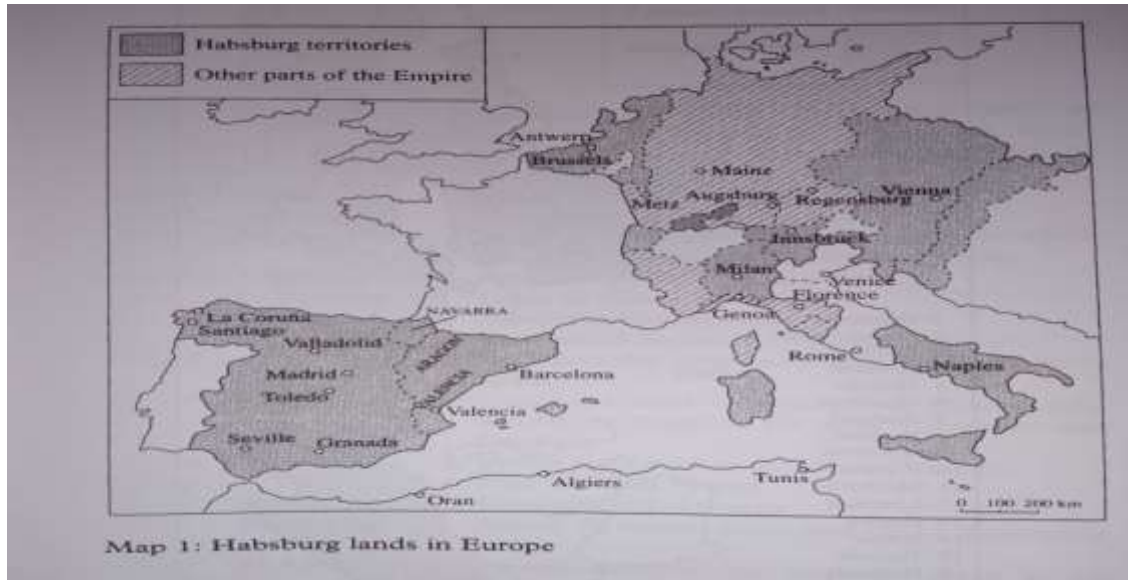 Habsburg territories
Other parts of the Empire
Antwerp
Brussels
Mainz
Metz
Augsburg
Regensburg
Vienna
Innsbruck
Milan
Venice
Florence
Genoa
La Coruña
Santiago
NAVARRA
Valladolid
ARAGON
Madrid
Barcelona
Toledo
VALENCIA
Valencia
Rome
Naples
Seville
Granada
Algiers
Tunis
Oran
0 100 200 km
Map 1: Habsburg lands in Europe